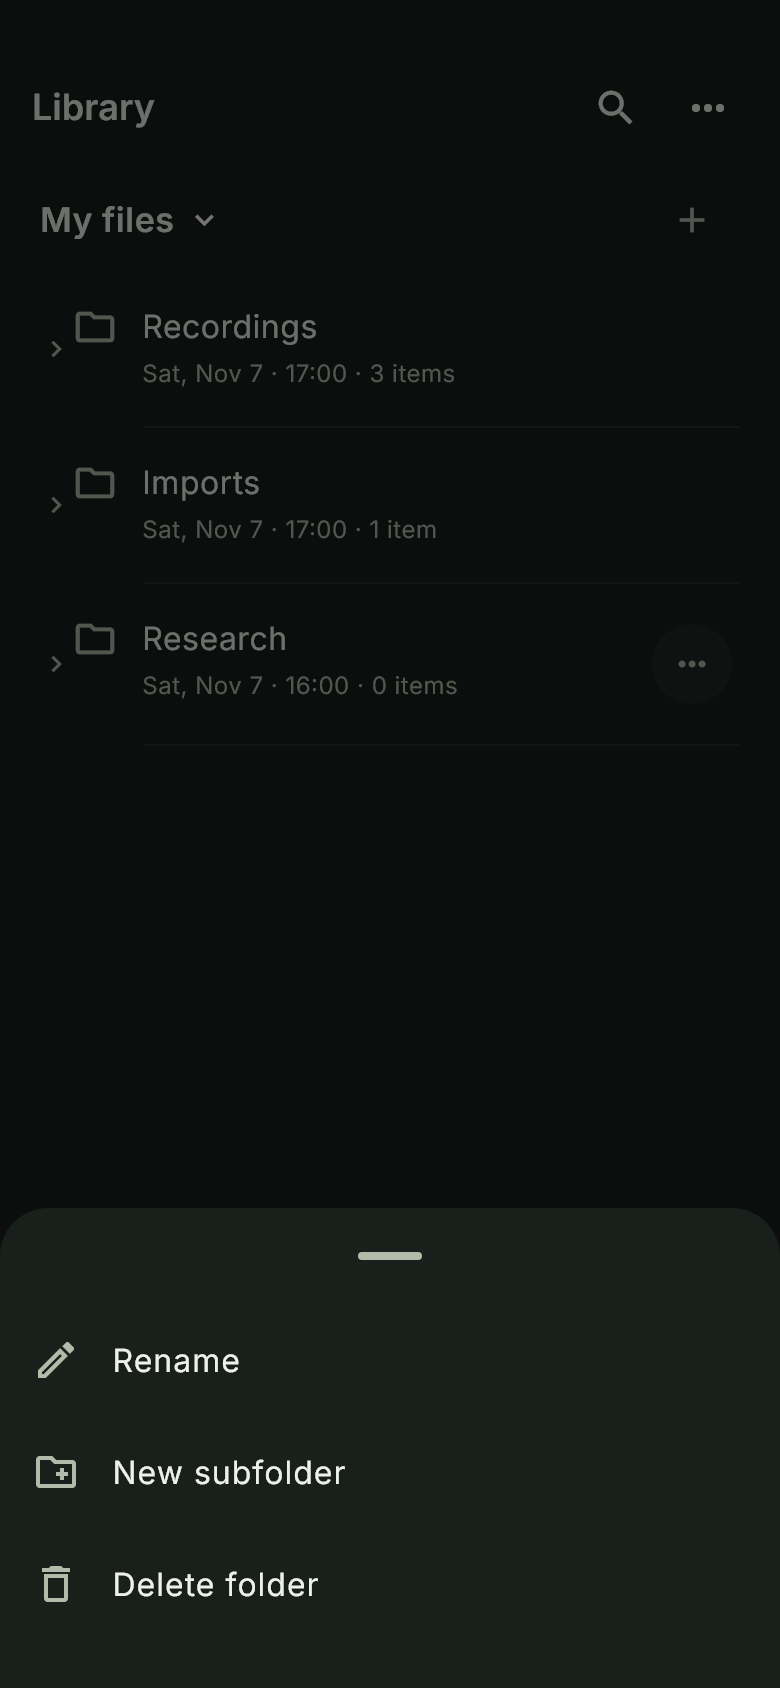 Library
My files
Recordings
Sat, Nov 7 · 17:00 · 3 items
Imports
Sat, Nov 7 · 17:00 · 1 item
Research
Sat, Nov 7 · 16:00 · 0 items
Rename
New subfolder
Delete folder